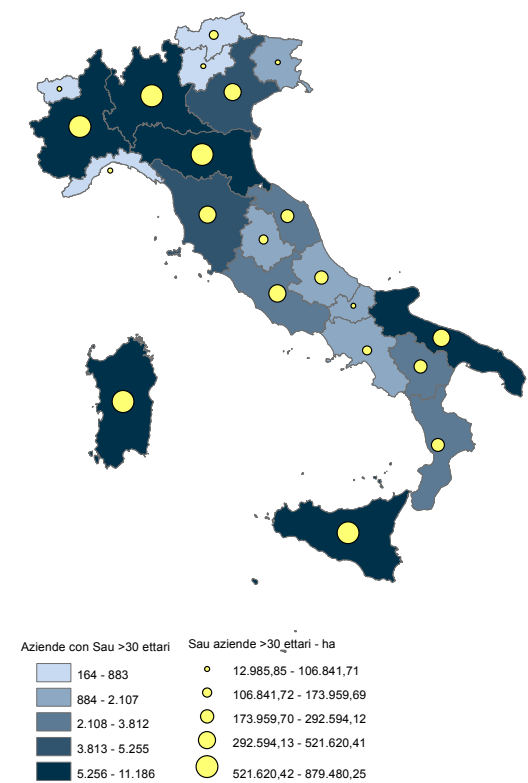 Aziende con Sau >30 ettari
164 - 883
884 - 2.107
2.108 - 3.812
3.813 - 5.255
5.256 - 11.186
Sau aziende >30 ettari - ha
12.985,85 - 106.841,71
106.841,72 - 173.959,69
173.959,70 - 292.594,12
292.594,13 - 521.620,41
521.620,42 - 879.480,25